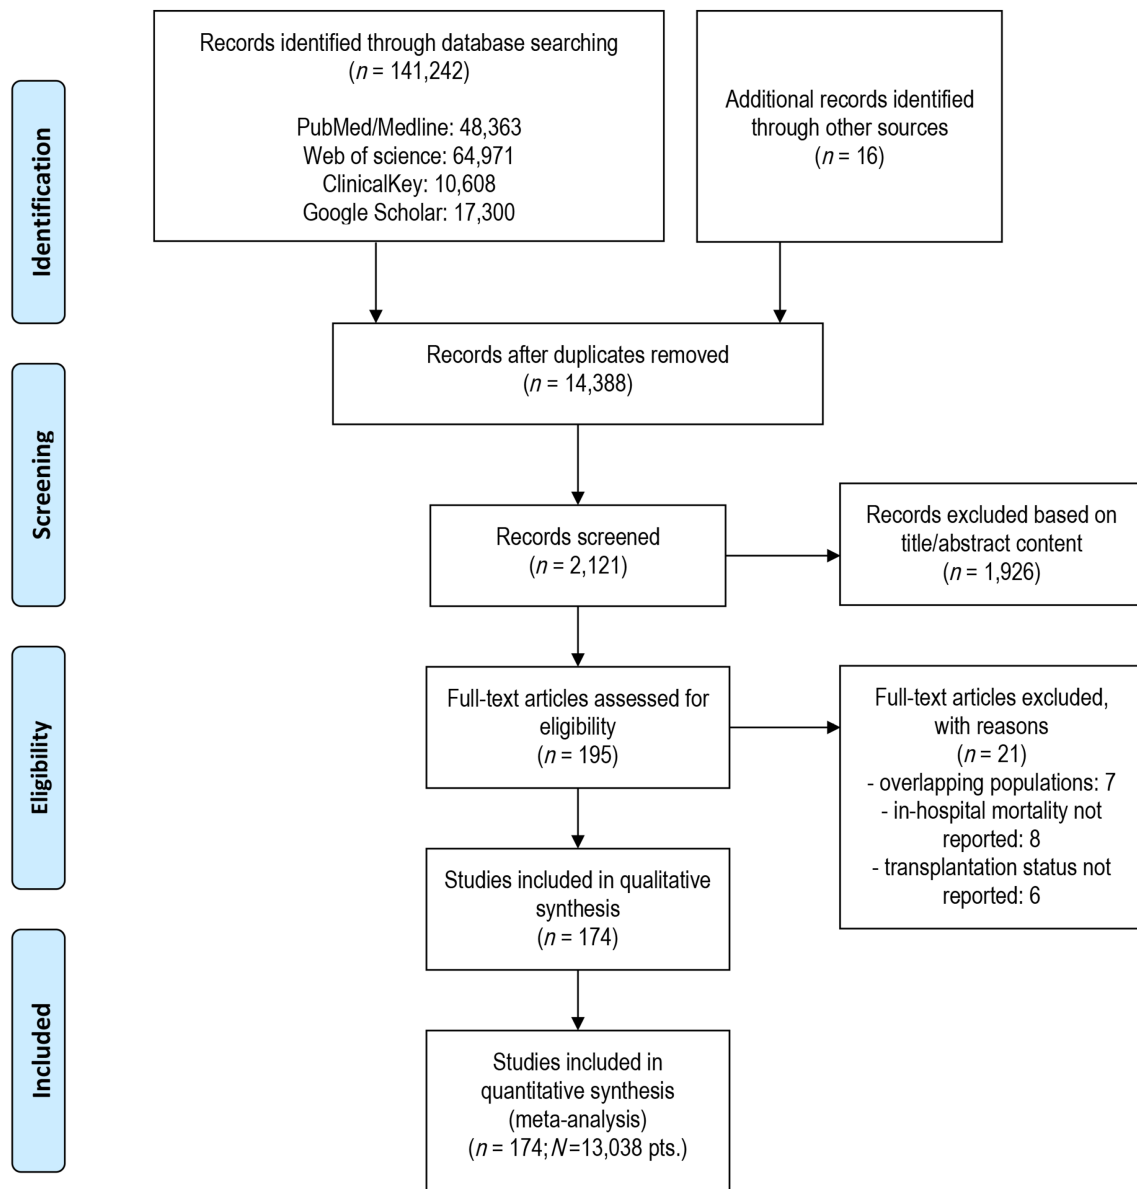 Records identified through database searching
(n = 141,242)
PubMed/Medline: 48,363
Web of science: 64,971
ClinicalKey: 10,608
Google Scholar: 17,300
Additional records identified
through other sources
(n = 16)
Identification
Records after duplicates removed
(n = 14,388)
Screening
Records screened
(n = 2,121)
Records excluded based on
title/abstract content
(n = 1,926)
Eligibility
Full-text articles assessed for
eligibility
(n = 195)
Full-text articles excluded,
with reasons
(n = 21)
- overlapping populations: 7
- in-hospital mortality not
reported: 8
- transplantation status not
reported: 6
Studies included in qualitative
synthesis
(n = 174)
Included
Studies included in
quantitative synthesis
(meta-analysis)
(n = 174; N=13,038 pts.)